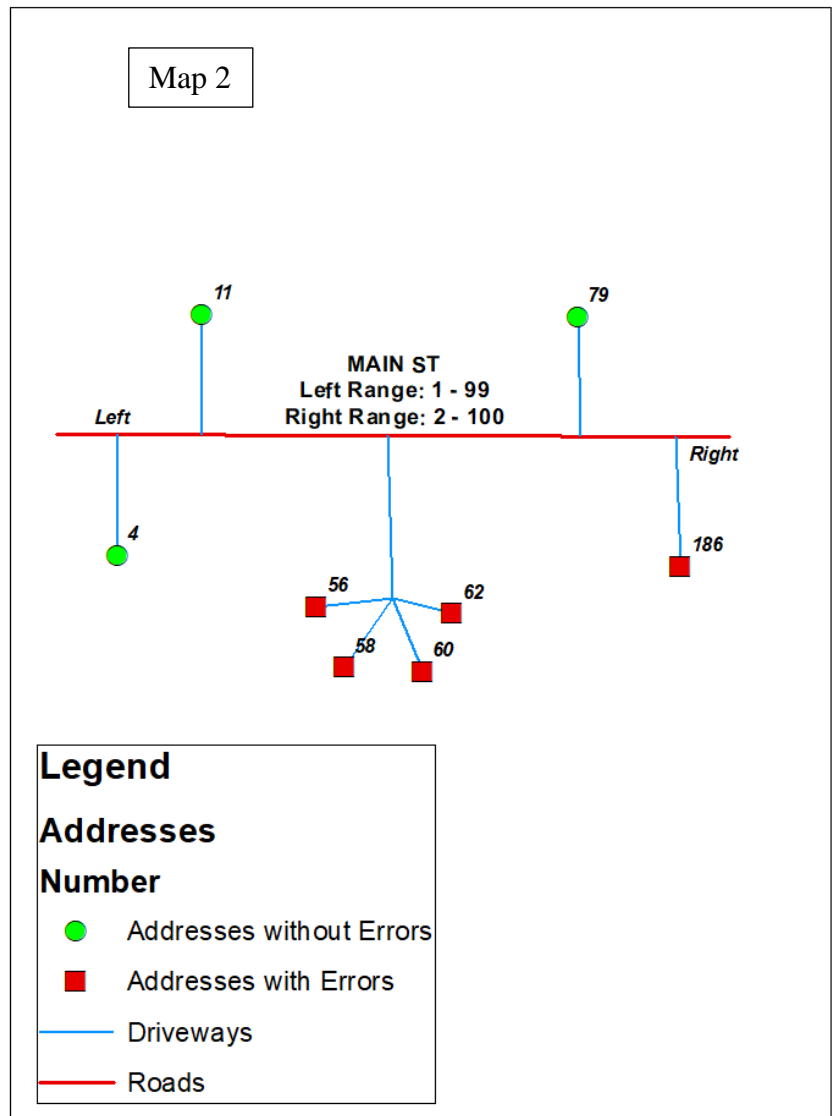 Map 2
11
79
MAIN ST
Left Range: 1 - 99
Left
Right Range: 2 - 100
Right
4
186
56
62
58
60
Legend
Addresses
Number
Addresses without Errors
Addresses with Errors
Driveways
Roads